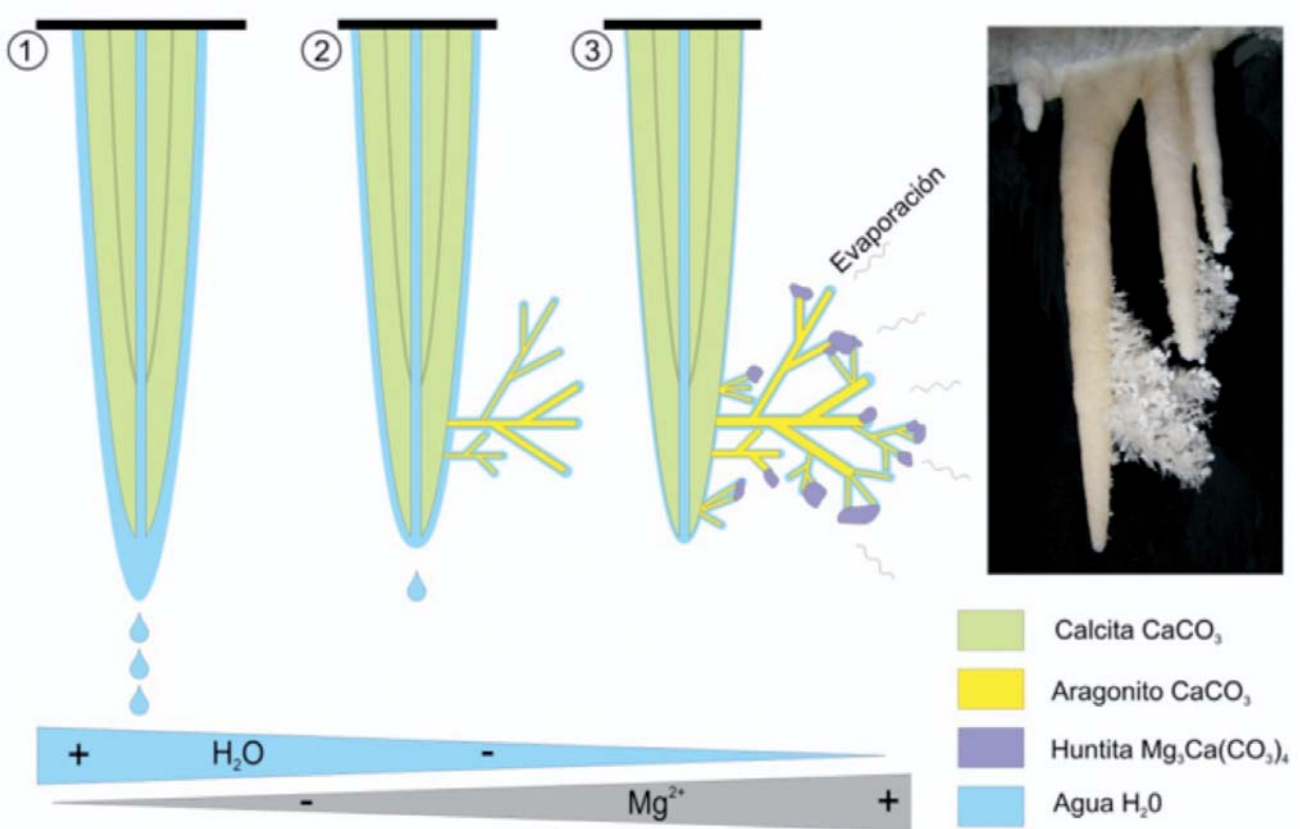 1
2
3
Evaporación
Calcita CaCO₃
Aragonito CaCO₃
Huntita Mg₃Ca(CO₃)₄
Agua H₂0
+ H₂O -
- Mg²⁺ +